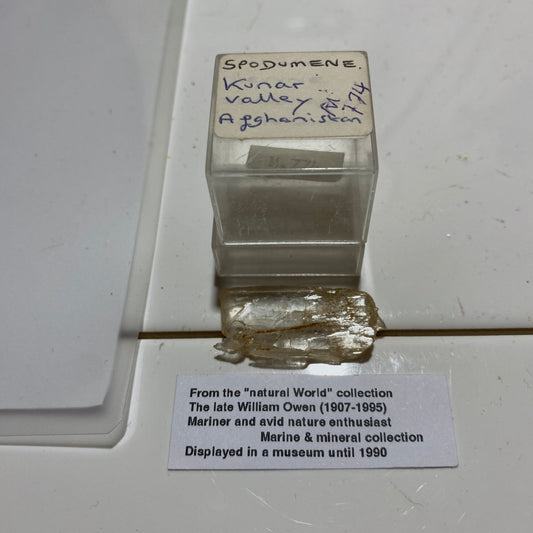 SPODUMENE.
Kunar
valley
Afghanistan
M 774
From the "natural World" collection
The late William Owen (1907-1995)
Mariner and avid nature enthusiast
Marine & mineral collection
Displayed in a museum until 1990